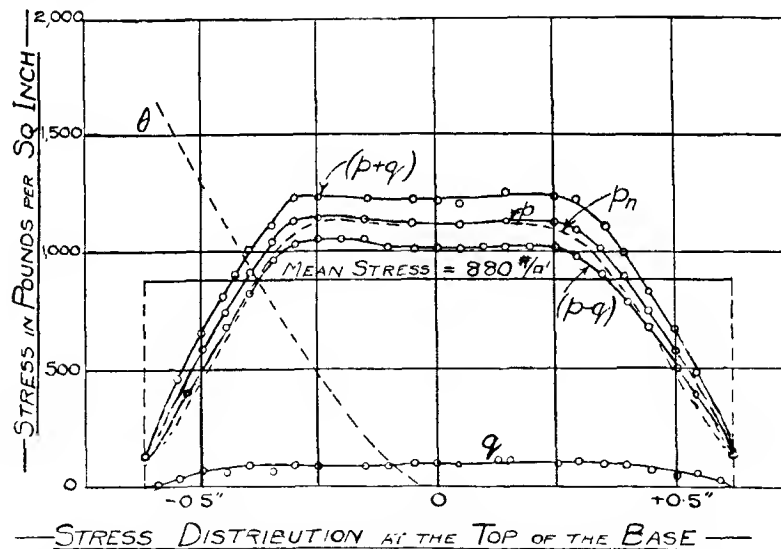 2,000
1,500
1,000
500
0
STRESS IN POUNDS PER SQ INCH
θ
(p+q)
p
pn
MEAN STRESS = 880 #/□"
(p-q)
q
-0.5"
0
+0.5"
STRESS DISTRIBUTION AT THE TOP OF THE BASE